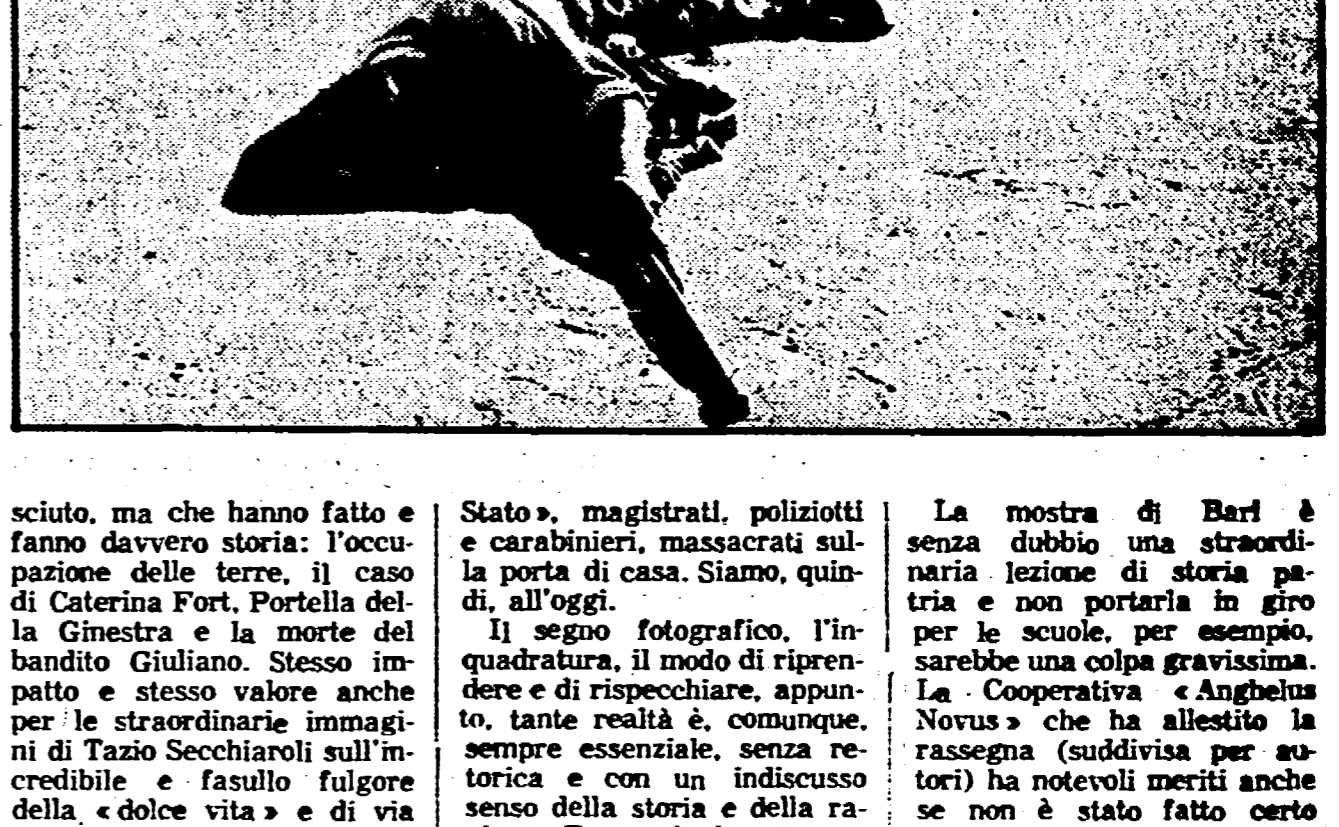 sciuto, ma che hanno fatto e
fanno davvero storia: l'occu-
pazione delle terre, il caso
di Caterina Fort, Portella del-
la Ginestra e la morte del
bandito Giuliano. Stesso im-
patto e stesso valore anche
per le straordinarie immagi-
ni di Tazio Secchiaroli sull'in-
credibile e fasullo fulgore
della « dolce vita » e di via
Stato », magistrati, poliziotti
e carabinieri, massacrati sul-
la porta di casa. Siamo, quin-
di, all'oggi.
Il segno fotografico, l'in-
quadratura, il modo di ripren-
dere e di rispecchiare, appun-
to, tante realtà è, comunque,
sempre essenziale, senza re-
torica e con un indiscusso
senso della storia e della ra-
La mostra di Bari è
senza dubbio una straordi-
naria lezione di storia pa-
tria e non portarla in giro
per le scuole, per esempio,
sarebbe una colpa gravissima.
La Cooperativa « Anghelus
Novus » che ha allestito la
rassegna (suddivisa per au-
tori) ha notevoli meriti anche
se non è stato fatto certo